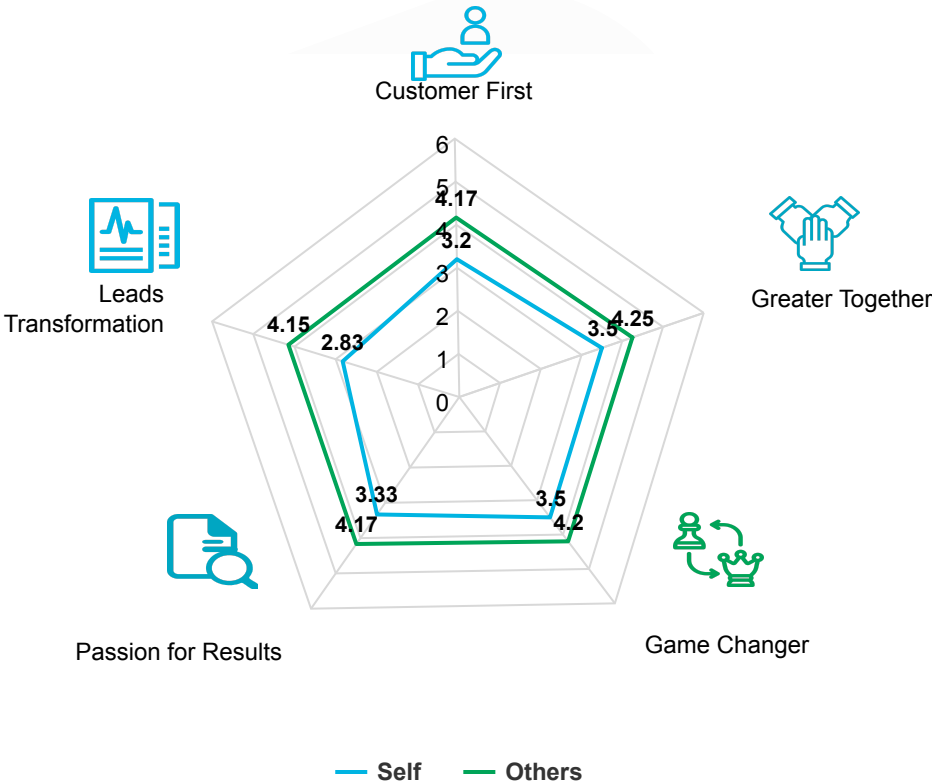 Customer First
6
5
4.17
4
3.2
3
2
1
0
Leads
Transformation
4.15
2.83
Greater Together
3.5
4.25
3.33
4.17
3.5
4.2
Passion for Results
Game Changer
Self
Others